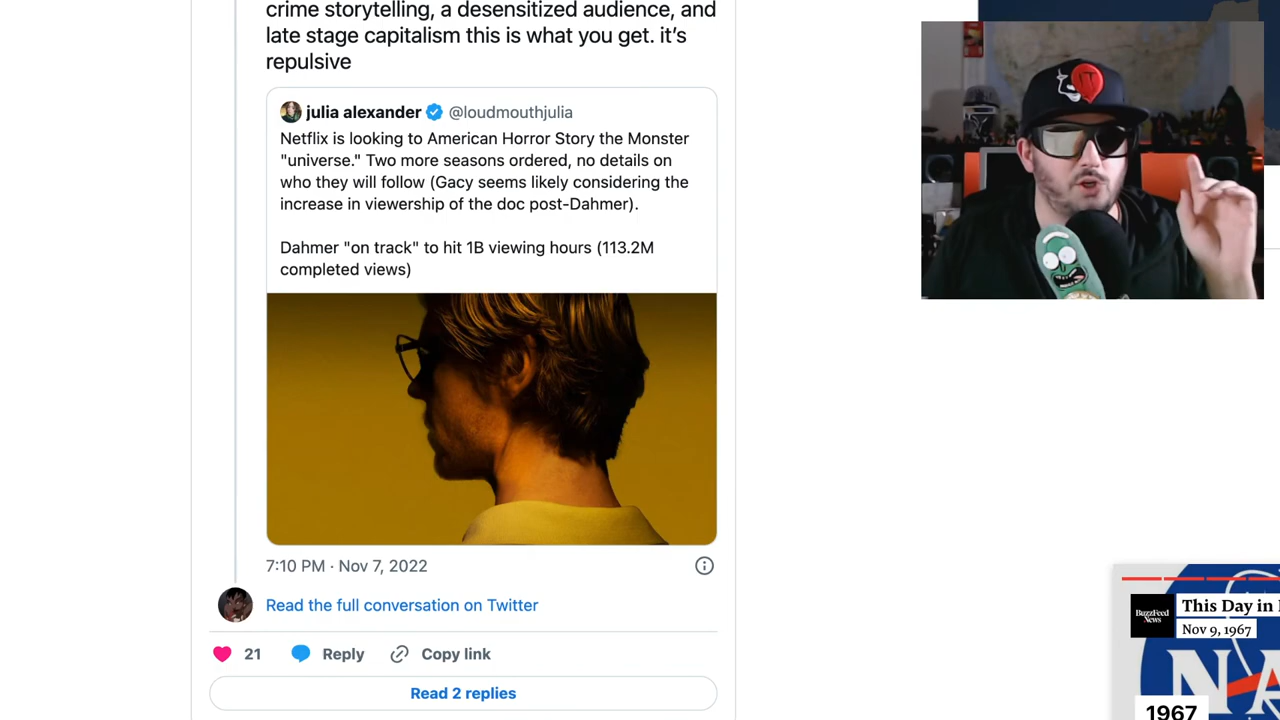 crime storytelling, a desensitized audience, and
late stage capitalism this is what you get. it's
repulsive
julia alexander @loudmouthjulia
Netflix is looking to American Horror Story the Monster
"universe." Two more seasons ordered, no details on
who they will follow (Gacy seems likely considering the
increase in viewership of the doc post-Dahmer).
Dahmer "on track" to hit 1B viewing hours (113.2M
completed views)
7:10 PM · Nov 7, 2022
Read the full conversation on Twitter
21 Reply Copy link
Read 2 replies
IT
BuzzFeed
News
This Day in
Nov 9, 1967
NA
1967